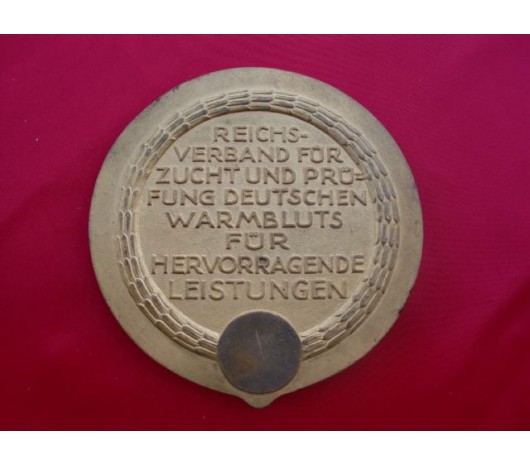 REICHS-
VERBAND FÜR
ZUCHT UND PRÜ-
FUNG DEUTSCHEN
WARMBLUTS
FÜR
HERVORRAGENDE
LEISTUNGEN